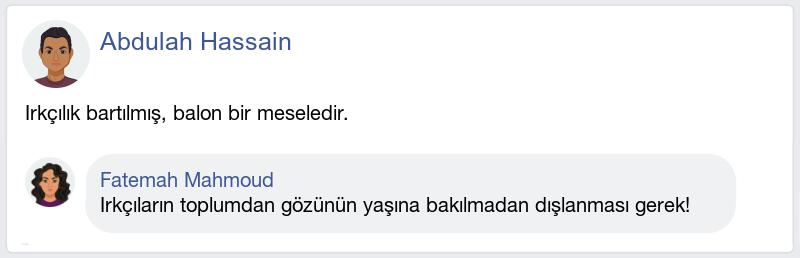 Abdulah Hassain
Irkçılık bartılmış, balon bir meseledir.
Fatemah Mahmoud
Irkçıların toplumdan gözünün yaşına bakılmadan dışlanması gerek!